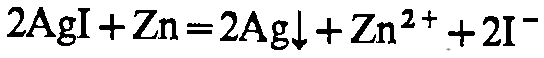 2AgI + Zn = 2Ag↓ + Zn²⁺ + 2I⁻